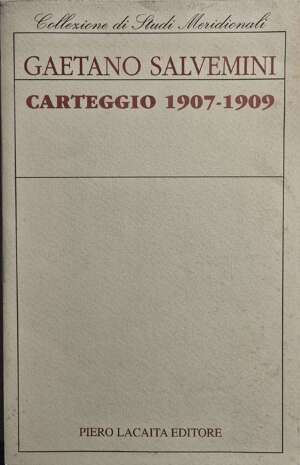 Collezione di Studi Meridionali
GAETANO SALVEMINI
CARTEGGIO 1907-1909
PIERO LACAITA EDITORE